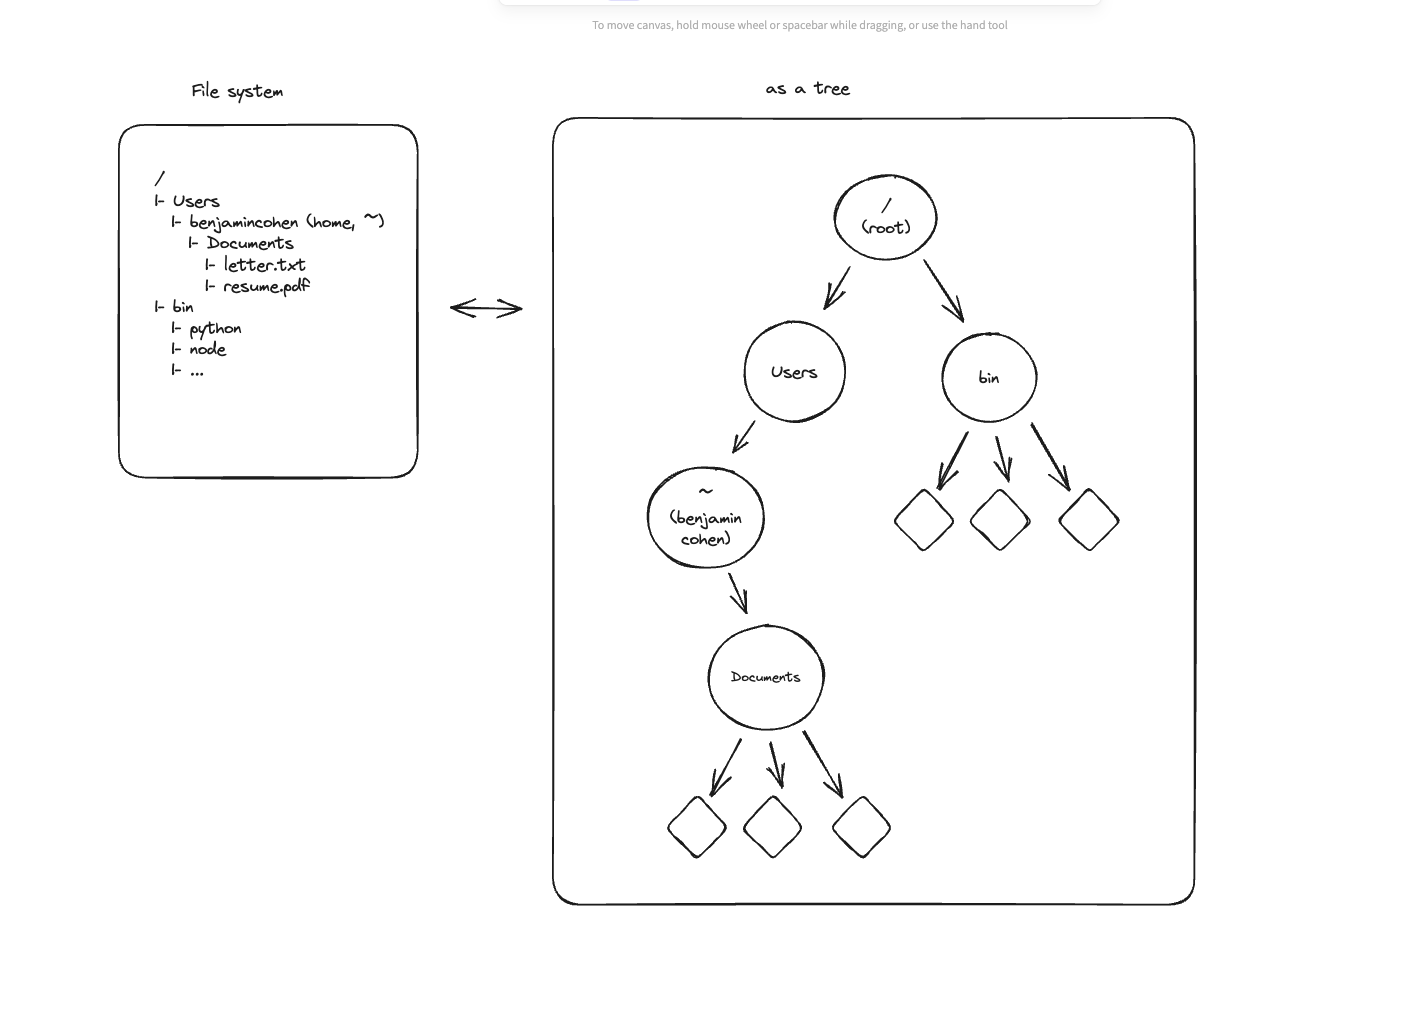 To move canvas, hold mouse wheel or spacebar while dragging, or use the hand tool
File system
/
|- Users
|- benjamincohen (home, ~)
|- Documents
|- letter.txt
|- resume.pdf
|- bin
|- python
|- node
|- ...
as a tree
/
(root)
Users
bin
~
(benjamin
cohen)
Documents